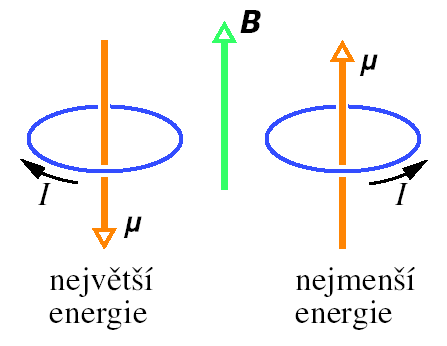 B
μ
I
μ
I
největší
energie
nejmenší
energie